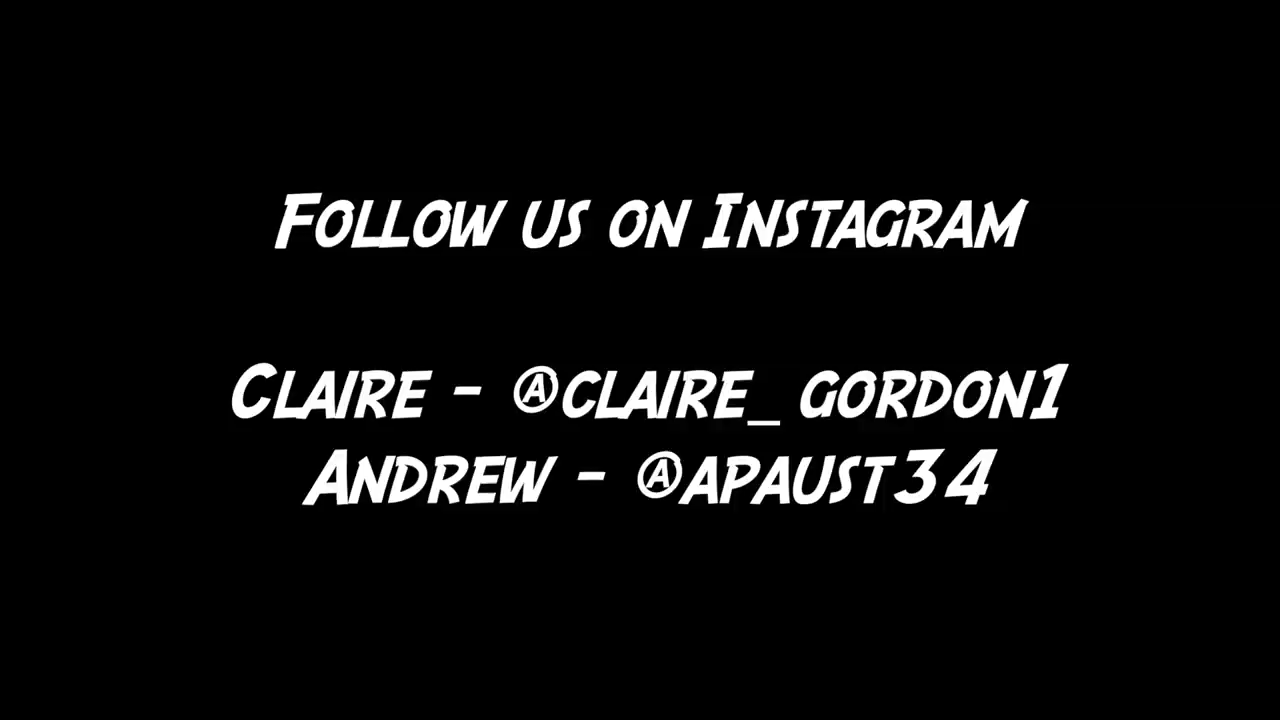 Follow us on Instagram
Claire - @claire_gordon1
Andrew - @apaust34